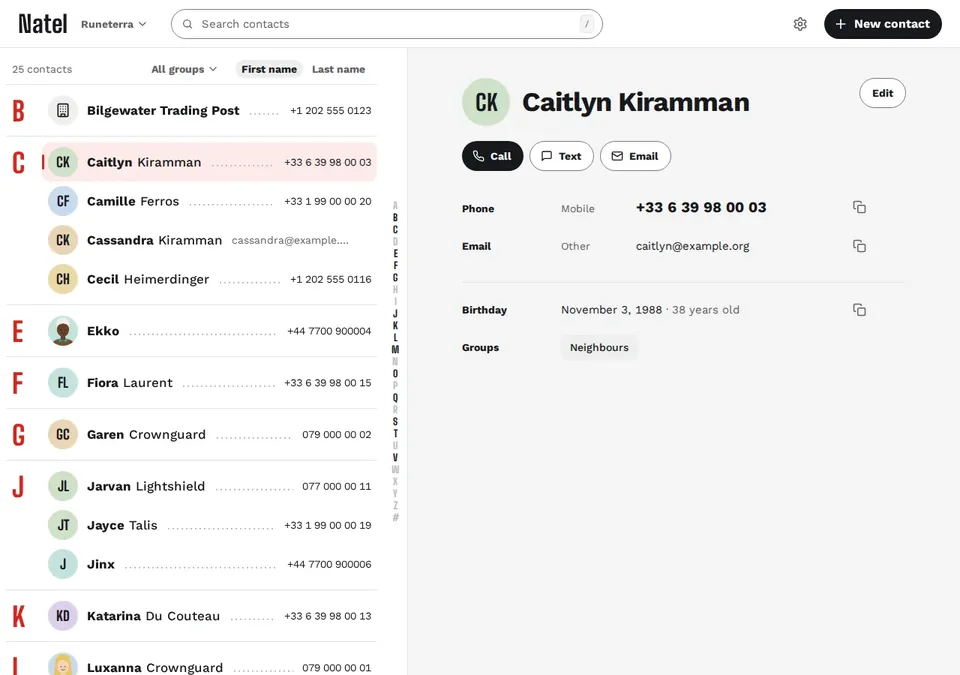 Natel Runeterra Search contacts / New contact
25 contacts All groups First name Last name
B Bilgewater Trading Post ....... +1 202 555 0123
C CK Caitlyn Kiramman ............. +33 6 39 98 00 03
CF Camille Ferros ................. +33 1 99 00 00 20
CK Cassandra Kiramman cassandra@example....
CH Cecil Heimerdinger ............ +1 202 555 0116
E Ekko .............................. +44 7700 900004
F FL Fiora Laurent ................... +33 6 39 98 00 15
G GC Garen Crownguard ............... 079 000 00 02
J JL Jarvan Lightshield ............... 077 000 00 11
JT Jayce Talis ..................... +33 1 99 00 00 19
J Jinx ............................... +44 7700 900006
K KD Katarina Du Couteau ......... +33 6 39 98 00 13
Luxanna Crownguard ............ 079 000 00 01
A
B
C
D
E
F
G
H
I
J
K
L
M
N
O
P
Q
R
S
T
U
V
W
X
Y
Z
#
CK Caitlyn Kiramman Edit
Call Text Email
Phone Mobile +33 6 39 98 00 03
Email Other caitlyn@example.org
Birthday November 3, 1988 · 38 years old
Groups Neighbours